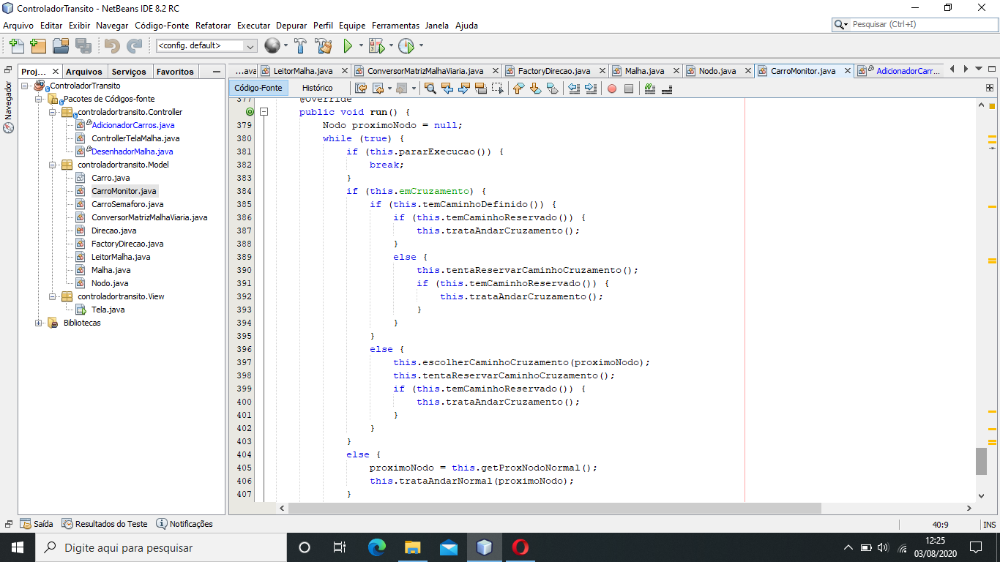 ControladorTransito - NetBeans IDE 8.2 RC
Arquivo Editar Exibir Navegar Código-Fonte Refatorar Executar Depurar Perfil Equipe Ferramentas Janela Ajuda
Pesquisar (Ctrl+I)
<config. default>
Proj... Arquivos Serviços Favoritos
...ava LeitorMalha.java ConversorMatrizMalhaViaria.java FactoryDirecao.java Malha.java Nodo.java CarroMonitor.java AdicionadorCarr...
Navegador
ControladorTransito
Pacotes de Códigos-fonte
controladortransito.Controller
AdicionadorCarros.java
ControllerTelaMalha.java
DesenhadorMalha.java
controladortransito.Model
Carro.java
CarroMonitor.java
CarroSemaforo.java
ConversorMatrizMalhaViaria.java
Direcao.java
FactoryDirecao.java
LeitorMalha.java
Malha.java
Nodo.java
controladortransito.View
Tela.java
Bibliotecas
Código-Fonte Histórico
377 @Override
public void run() {
379 Nodo proximoNodo = null;
380 while (true) {
381 if (this.pararExecucao()) {
382 break;
383 }
384 if (this.emCruzamento) {
385 if (this.temCaminhoDefinido()) {
386 if (this.temCaminhoReservado()) {
387 this.trataAndarCruzamento();
388 }
389 else {
390 this.tentaReservarCaminhoCruzamento();
391 if (this.temCaminhoReservado()) {
392 this.trataAndarCruzamento();
393 }
394 }
395 }
396 else {
397 this.escolherCaminhoCruzamento(proximoNodo);
398 this.tentaReservarCaminhoCruzamento();
399 if (this.temCaminhoReservado()) {
400 this.trataAndarCruzamento();
401 }
402 }
403 }
404 else {
405 proximoNodo = this.getProxNodoNormal();
406 this.trataAndarNormal(proximoNodo);
407 }
Saída Resultados do Teste Notificações
40:9 INS
Digite aqui para pesquisar
12:25
03/08/2020